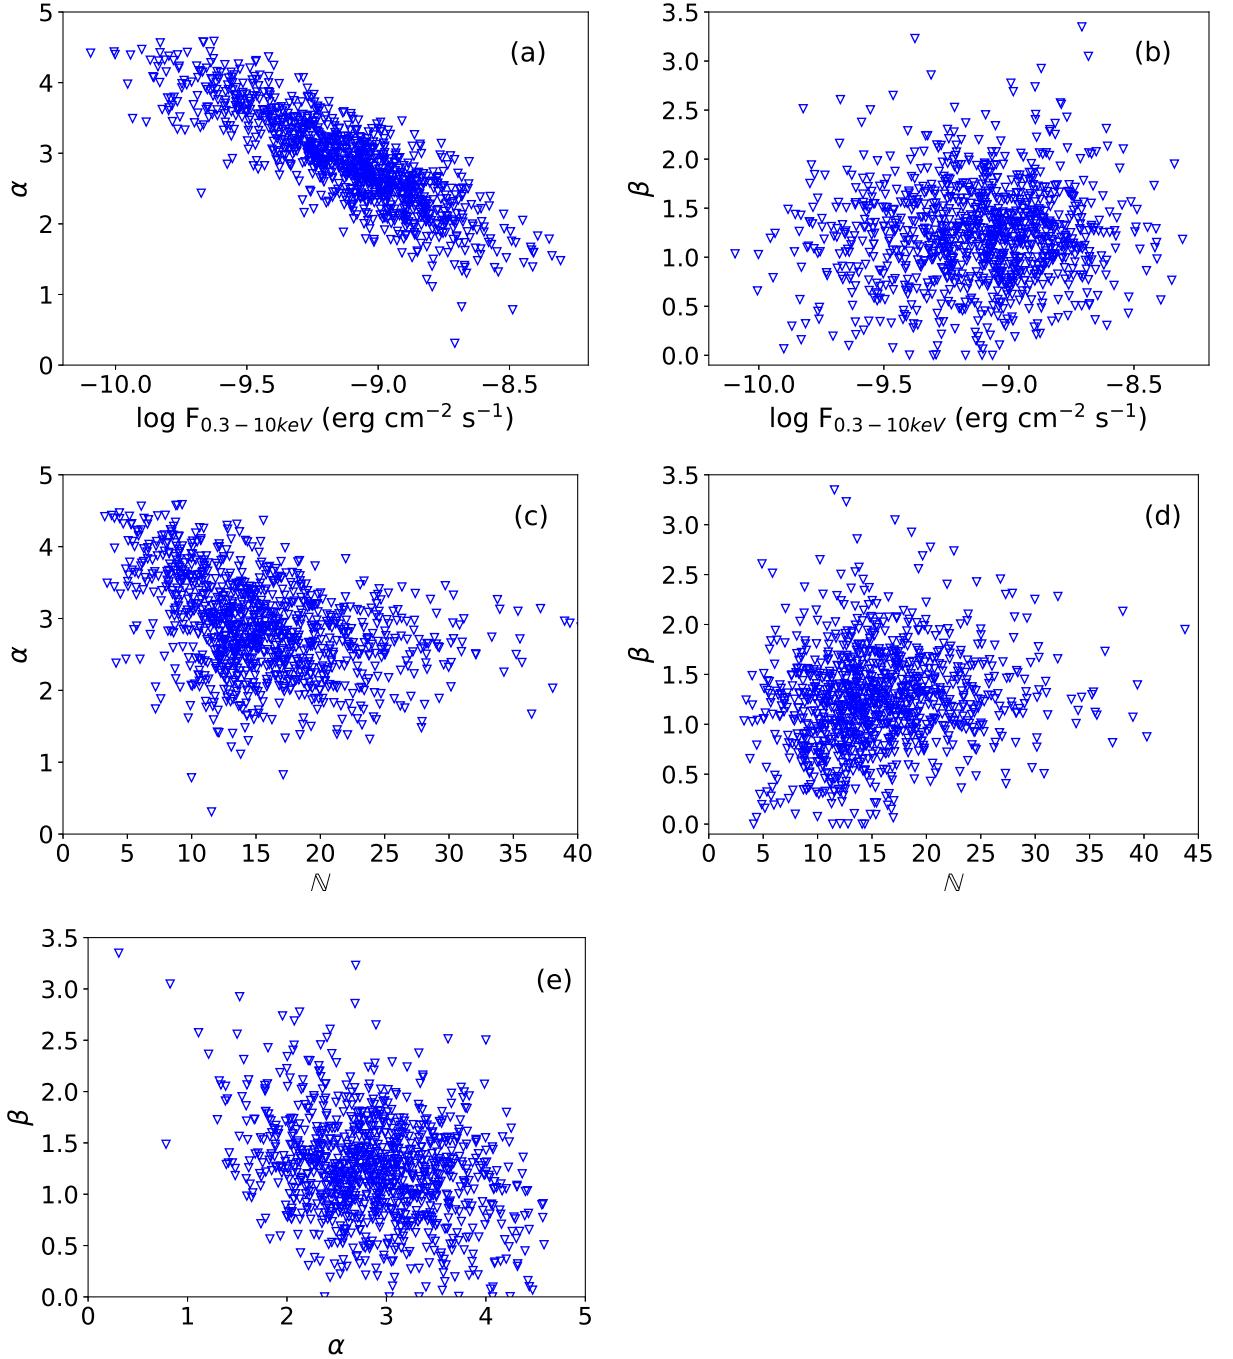 5
4
3
2
1
0
α
(a)
−10.0 −9.5 −9.0 −8.5
log F0.3−10keV (erg cm−2 s−1)
3.5
3.0
2.5
2.0
1.5
1.0
0.5
0.0
β
(b)
−10.0 −9.5 −9.0 −8.5
log F0.3−10keV (erg cm−2 s−1)
5
4
3
2
1
0
α
(c)
0 5 10 15 20 25 30 35 40
ℕ
3.5
3.0
2.5
2.0
1.5
1.0
0.5
0.0
β
(d)
0 5 10 15 20 25 30 35 40 45
ℕ
3.5
3.0
2.5
2.0
1.5
1.0
0.5
0.0
β
(e)
0 1 2 3 4 5
α